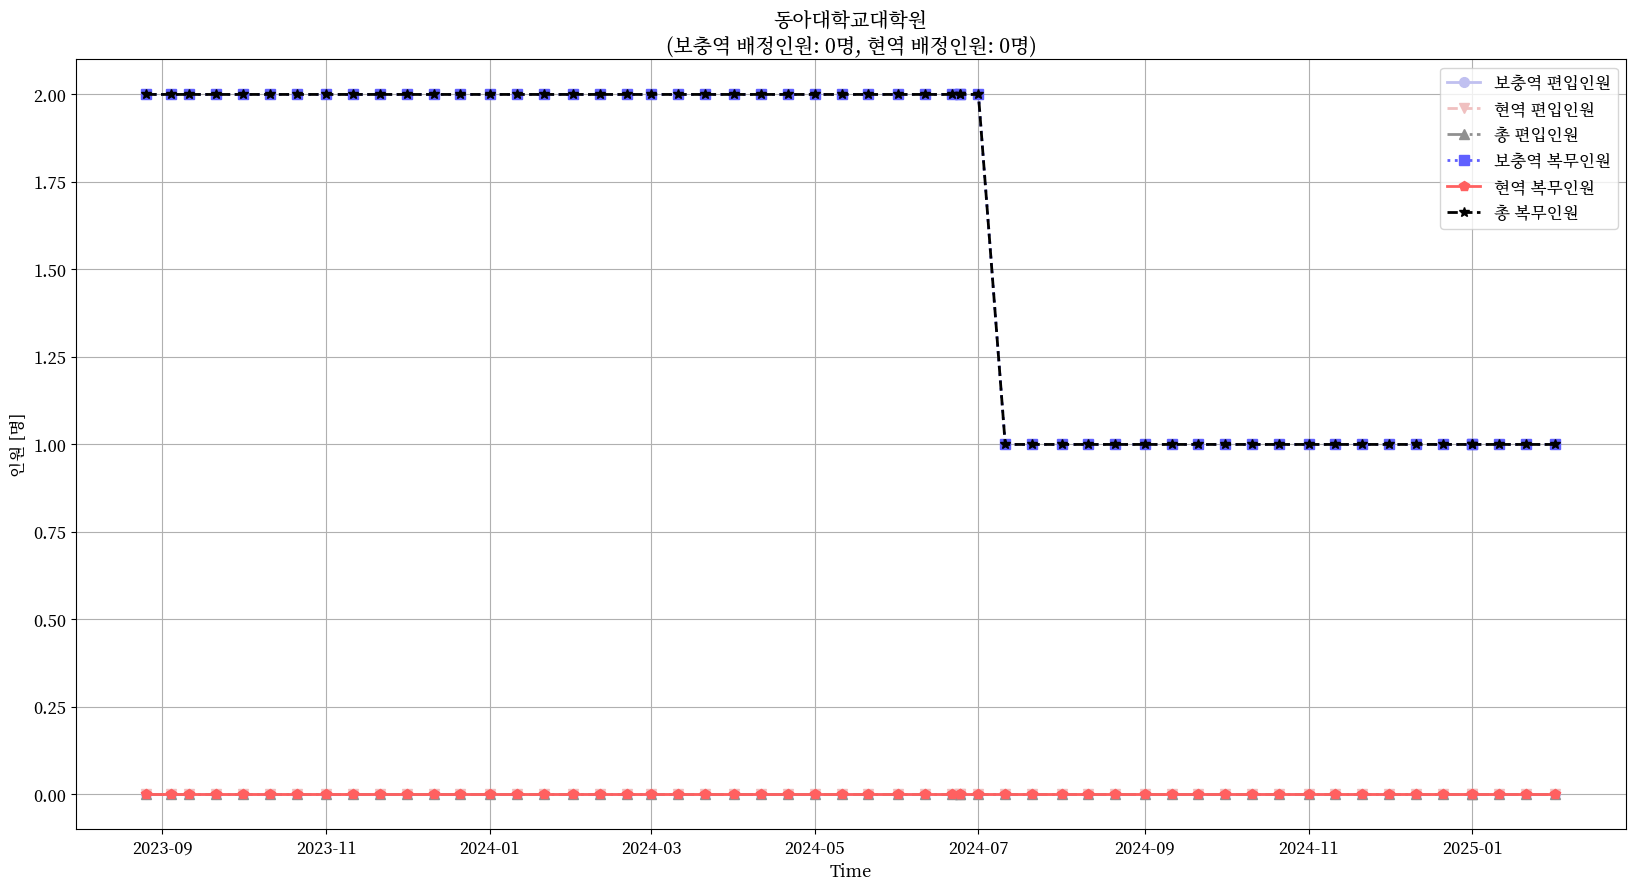 동아대학교대학원
(보충역 배정인원: 0명, 현역 배정인원: 0명)
보충역 편입인원
현역 편입인원
총 편입인원
보충역 복무인원
현역 복무인원
총 복무인원
인원 [명]
2.00
1.75
1.50
1.25
1.00
0.75
0.50
0.25
0.00
2023-09 2023-11 2024-01 2024-03 2024-05 2024-07 2024-09 2024-11 2025-01
Time